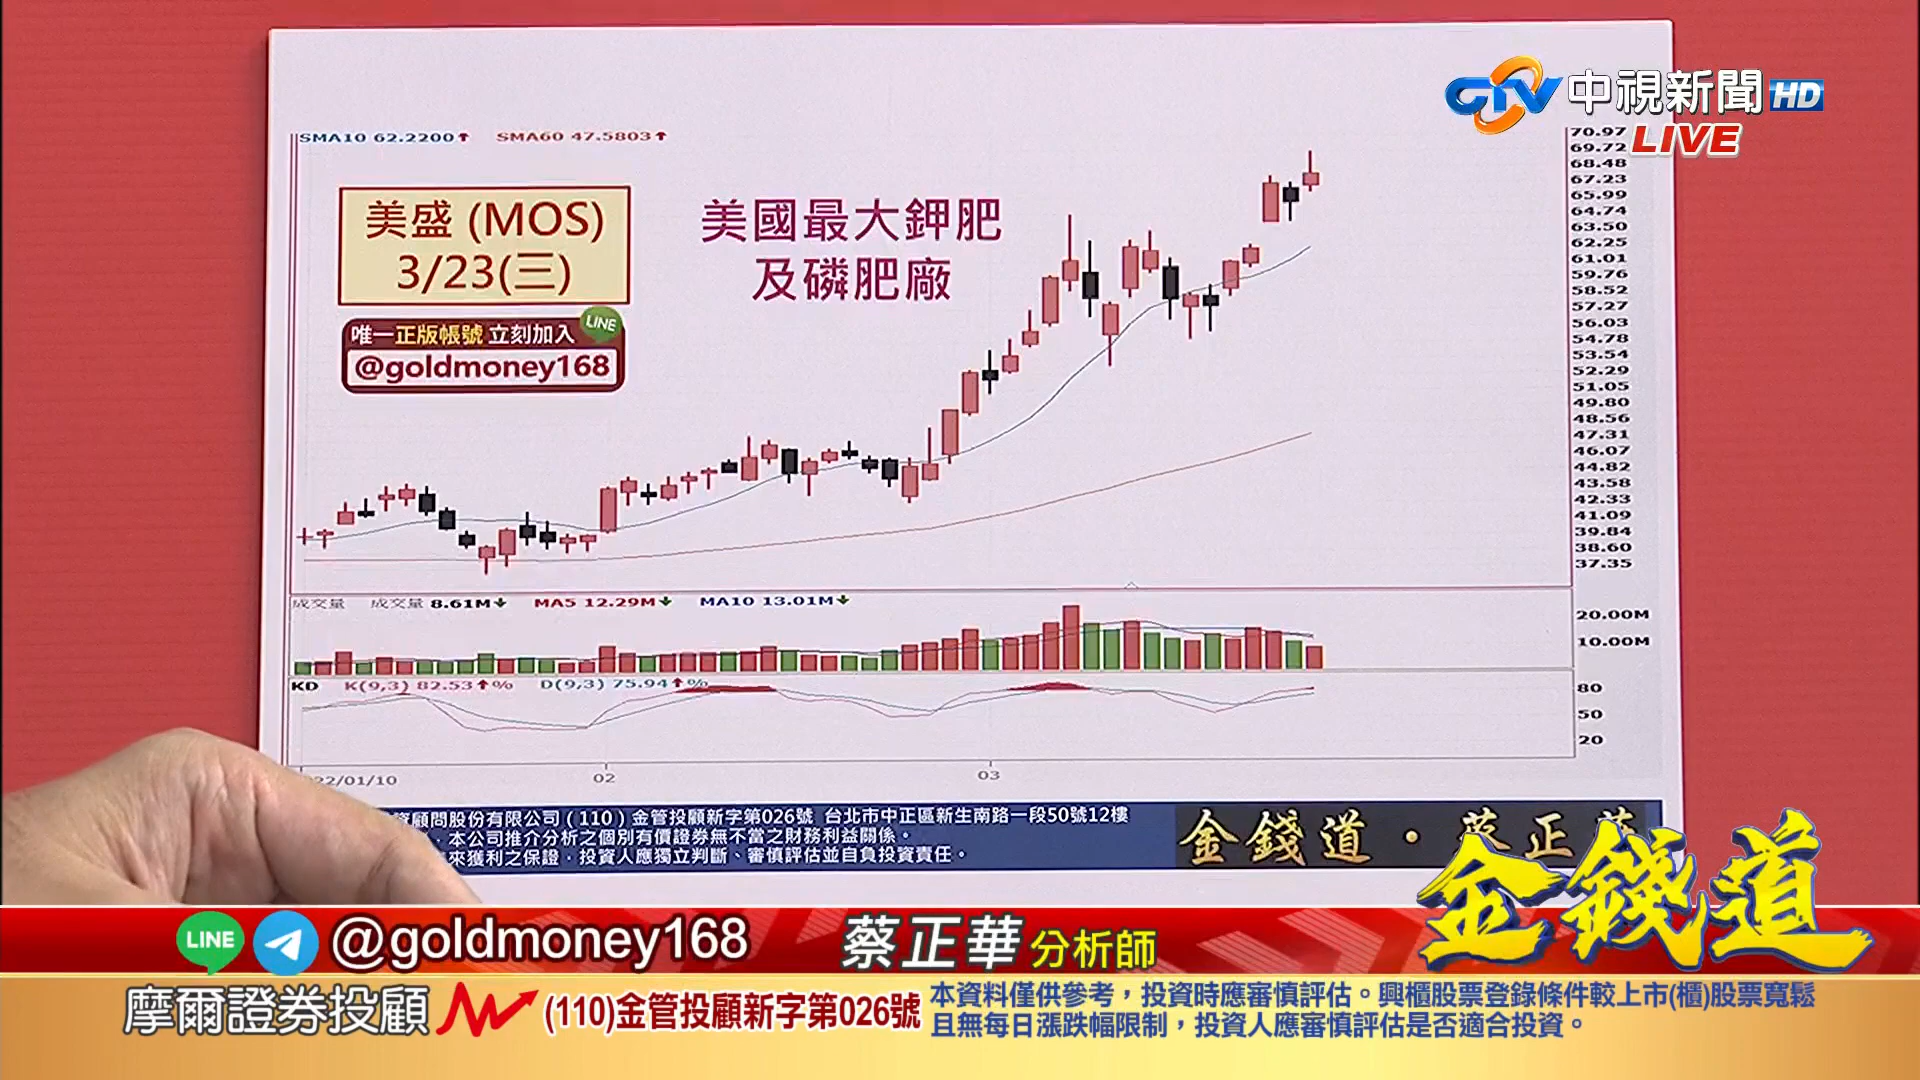 CTV中視新聞HD
LIVE
SMA10 62.2200↑ SMA60 47.5803↑
美盛 (MOS)
3/23(三)
唯一正版帳號 立刻加入
LINE
@goldmoney168
美國最大鉀肥
及磷肥廠
70.97
69.72
68.48
67.23
65.99
64.74
63.50
62.25
61.01
59.76
58.52
57.27
56.03
54.78
53.54
52.29
51.05
49.80
48.56
47.31
46.07
44.82
43.58
42.33
41.09
39.84
38.60
37.35
成交量 成交量 8.61M↓ MA5 12.29M↓ MA10 13.01M↓
20.00M
10.00M
KD K(9,3) 82.53↑% D(9,3) 75.94↑%
80
50
20
22/01/10 02 03
顧問股份有限公司（110）金管投顧新字第026號 台北市中正區新生南路一段50號12樓
，本公司推介分析之個別有價證券無不當之財務利益關係。
來獲利之保證，投資人應獨立判斷、審慎評估並自負投資責任。
金錢道・蔡正華
金錢道
LINE @goldmoney168 蔡正華 分析師
摩爾證券投顧 (110)金管投顧新字第026號
本資料僅供參考，投資時應審慎評估。興櫃股票登錄條件較上市(櫃)股票寬鬆
且無每日漲跌幅限制，投資人應審慎評估是否適合投資。